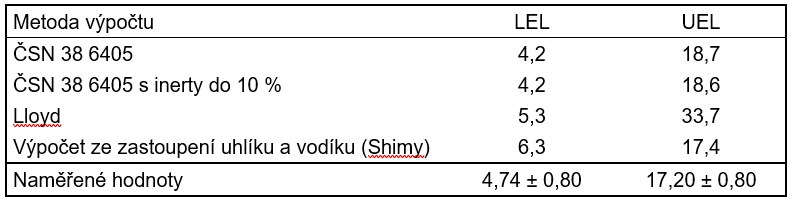 Metoda výpočtu LEL UEL
ČSN 38 6405 4,2 18,7
ČSN 38 6405 s inerty do 10 % 4,2 18,6
Lloyd 5,3 33,7
Výpočet ze zastoupení uhlíku a vodíku (Shimy) 6,3 17,4
Naměřené hodnoty 4,74 ± 0,80 17,20 ± 0,80